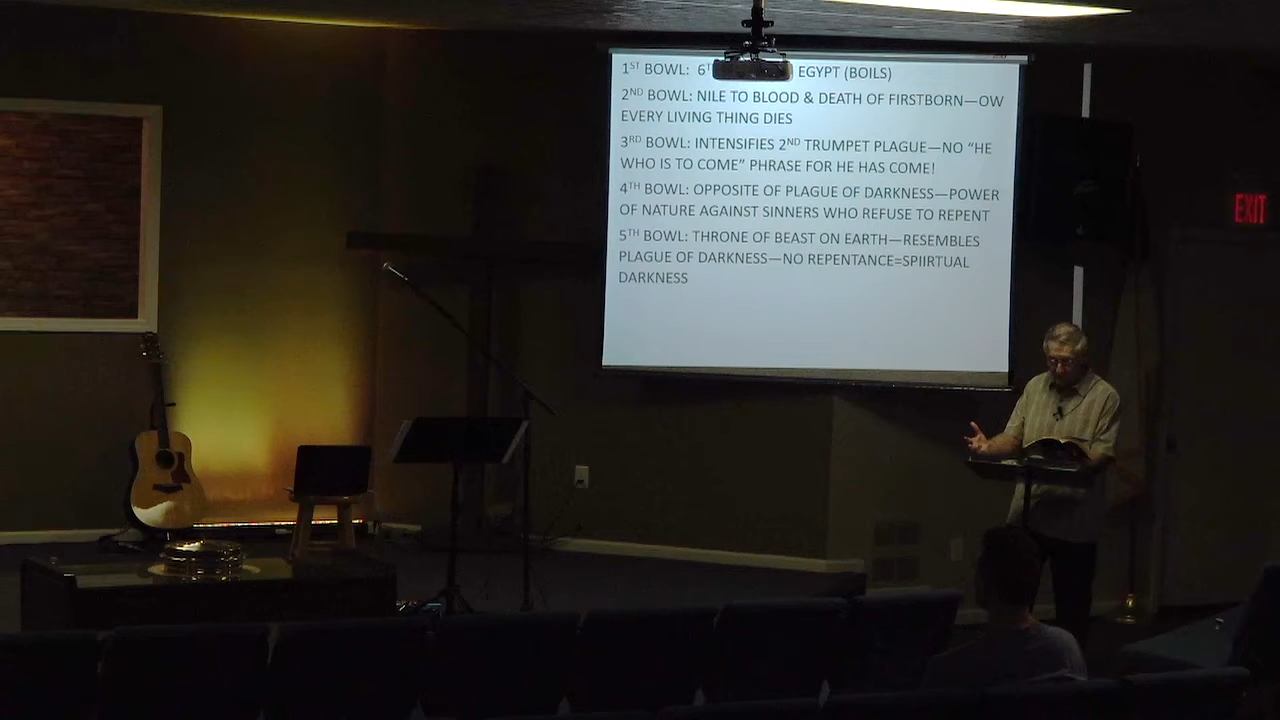 1ST BOWL: 6T EGYPT (BOILS)
2ND BOWL: NILE TO BLOOD & DEATH OF FIRSTBORN—OW
EVERY LIVING THING DIES
3RD BOWL: INTENSIFIES 2ND TRUMPET PLAGUE—NO “HE
WHO IS TO COME” PHRASE FOR HE HAS COME!
4TH BOWL: OPPOSITE OF PLAGUE OF DARKNESS—POWER
OF NATURE AGAINST SINNERS WHO REFUSE TO REPENT
5TH BOWL: THRONE OF BEAST ON EARTH—RESEMBLES
PLAGUE OF DARKNESS—NO REPENTANCE=SPIIRTUAL
DARKNESS
EXIT